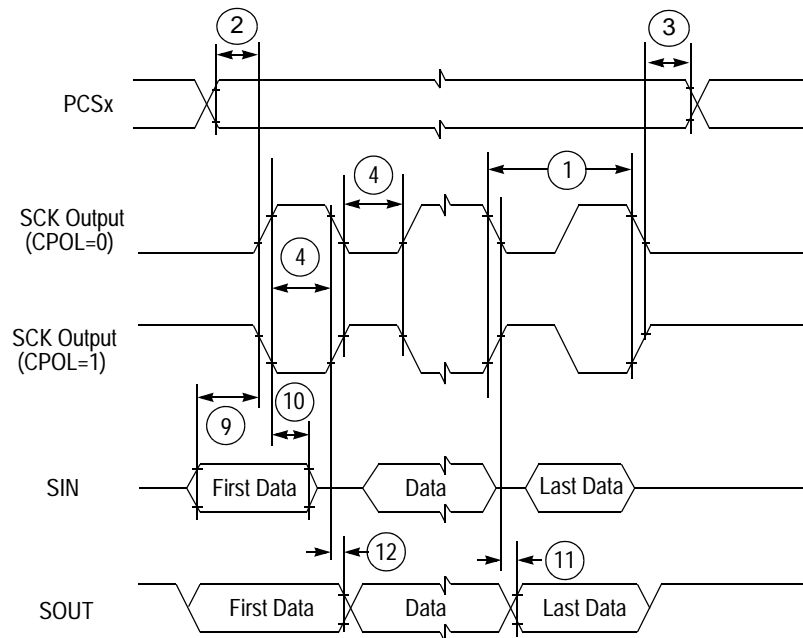 2
3
PCSx
4
1
SCK Output
(CPOL=0)
4
SCK Output
(CPOL=1)
9
10
SIN
First Data
Data
Last Data
12
11
SOUT
First Data
Data
Last Data